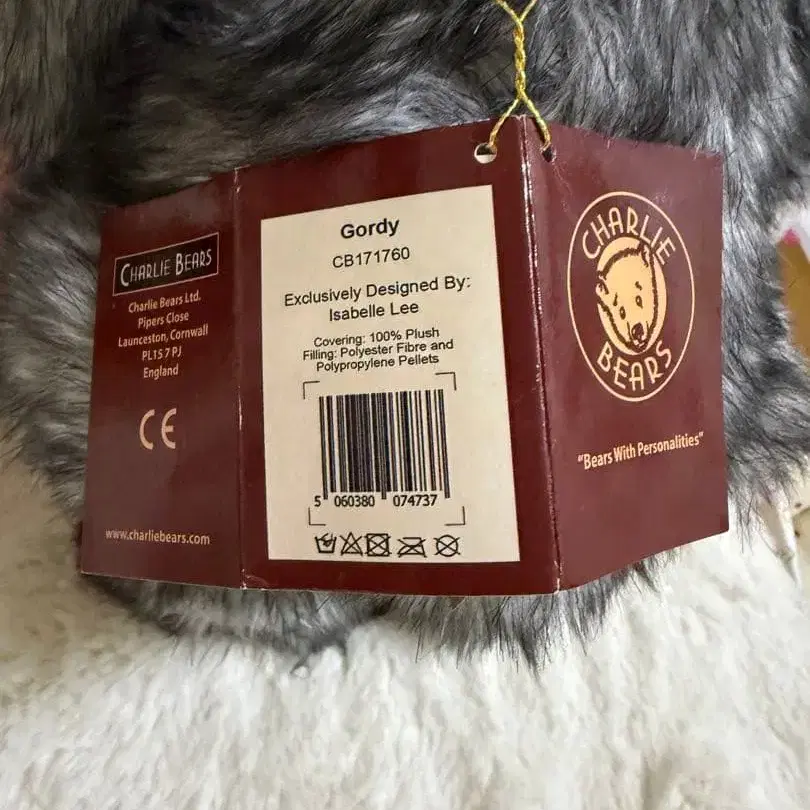 CHARLIE BEARS
Charlie Bears Ltd.
Pipers Close
Launceston, Cornwall
PL15 7 PJ
England
CE
www.charliebears.com
Gordy
CB171760
Exclusively Designed By:
Isabelle Lee
Covering: 100% Plush
Filling: Polyester Fibre and
Polypropylene Pellets
5 060380 074737
CHARLIE
BEARS
"Bears With Personalities"